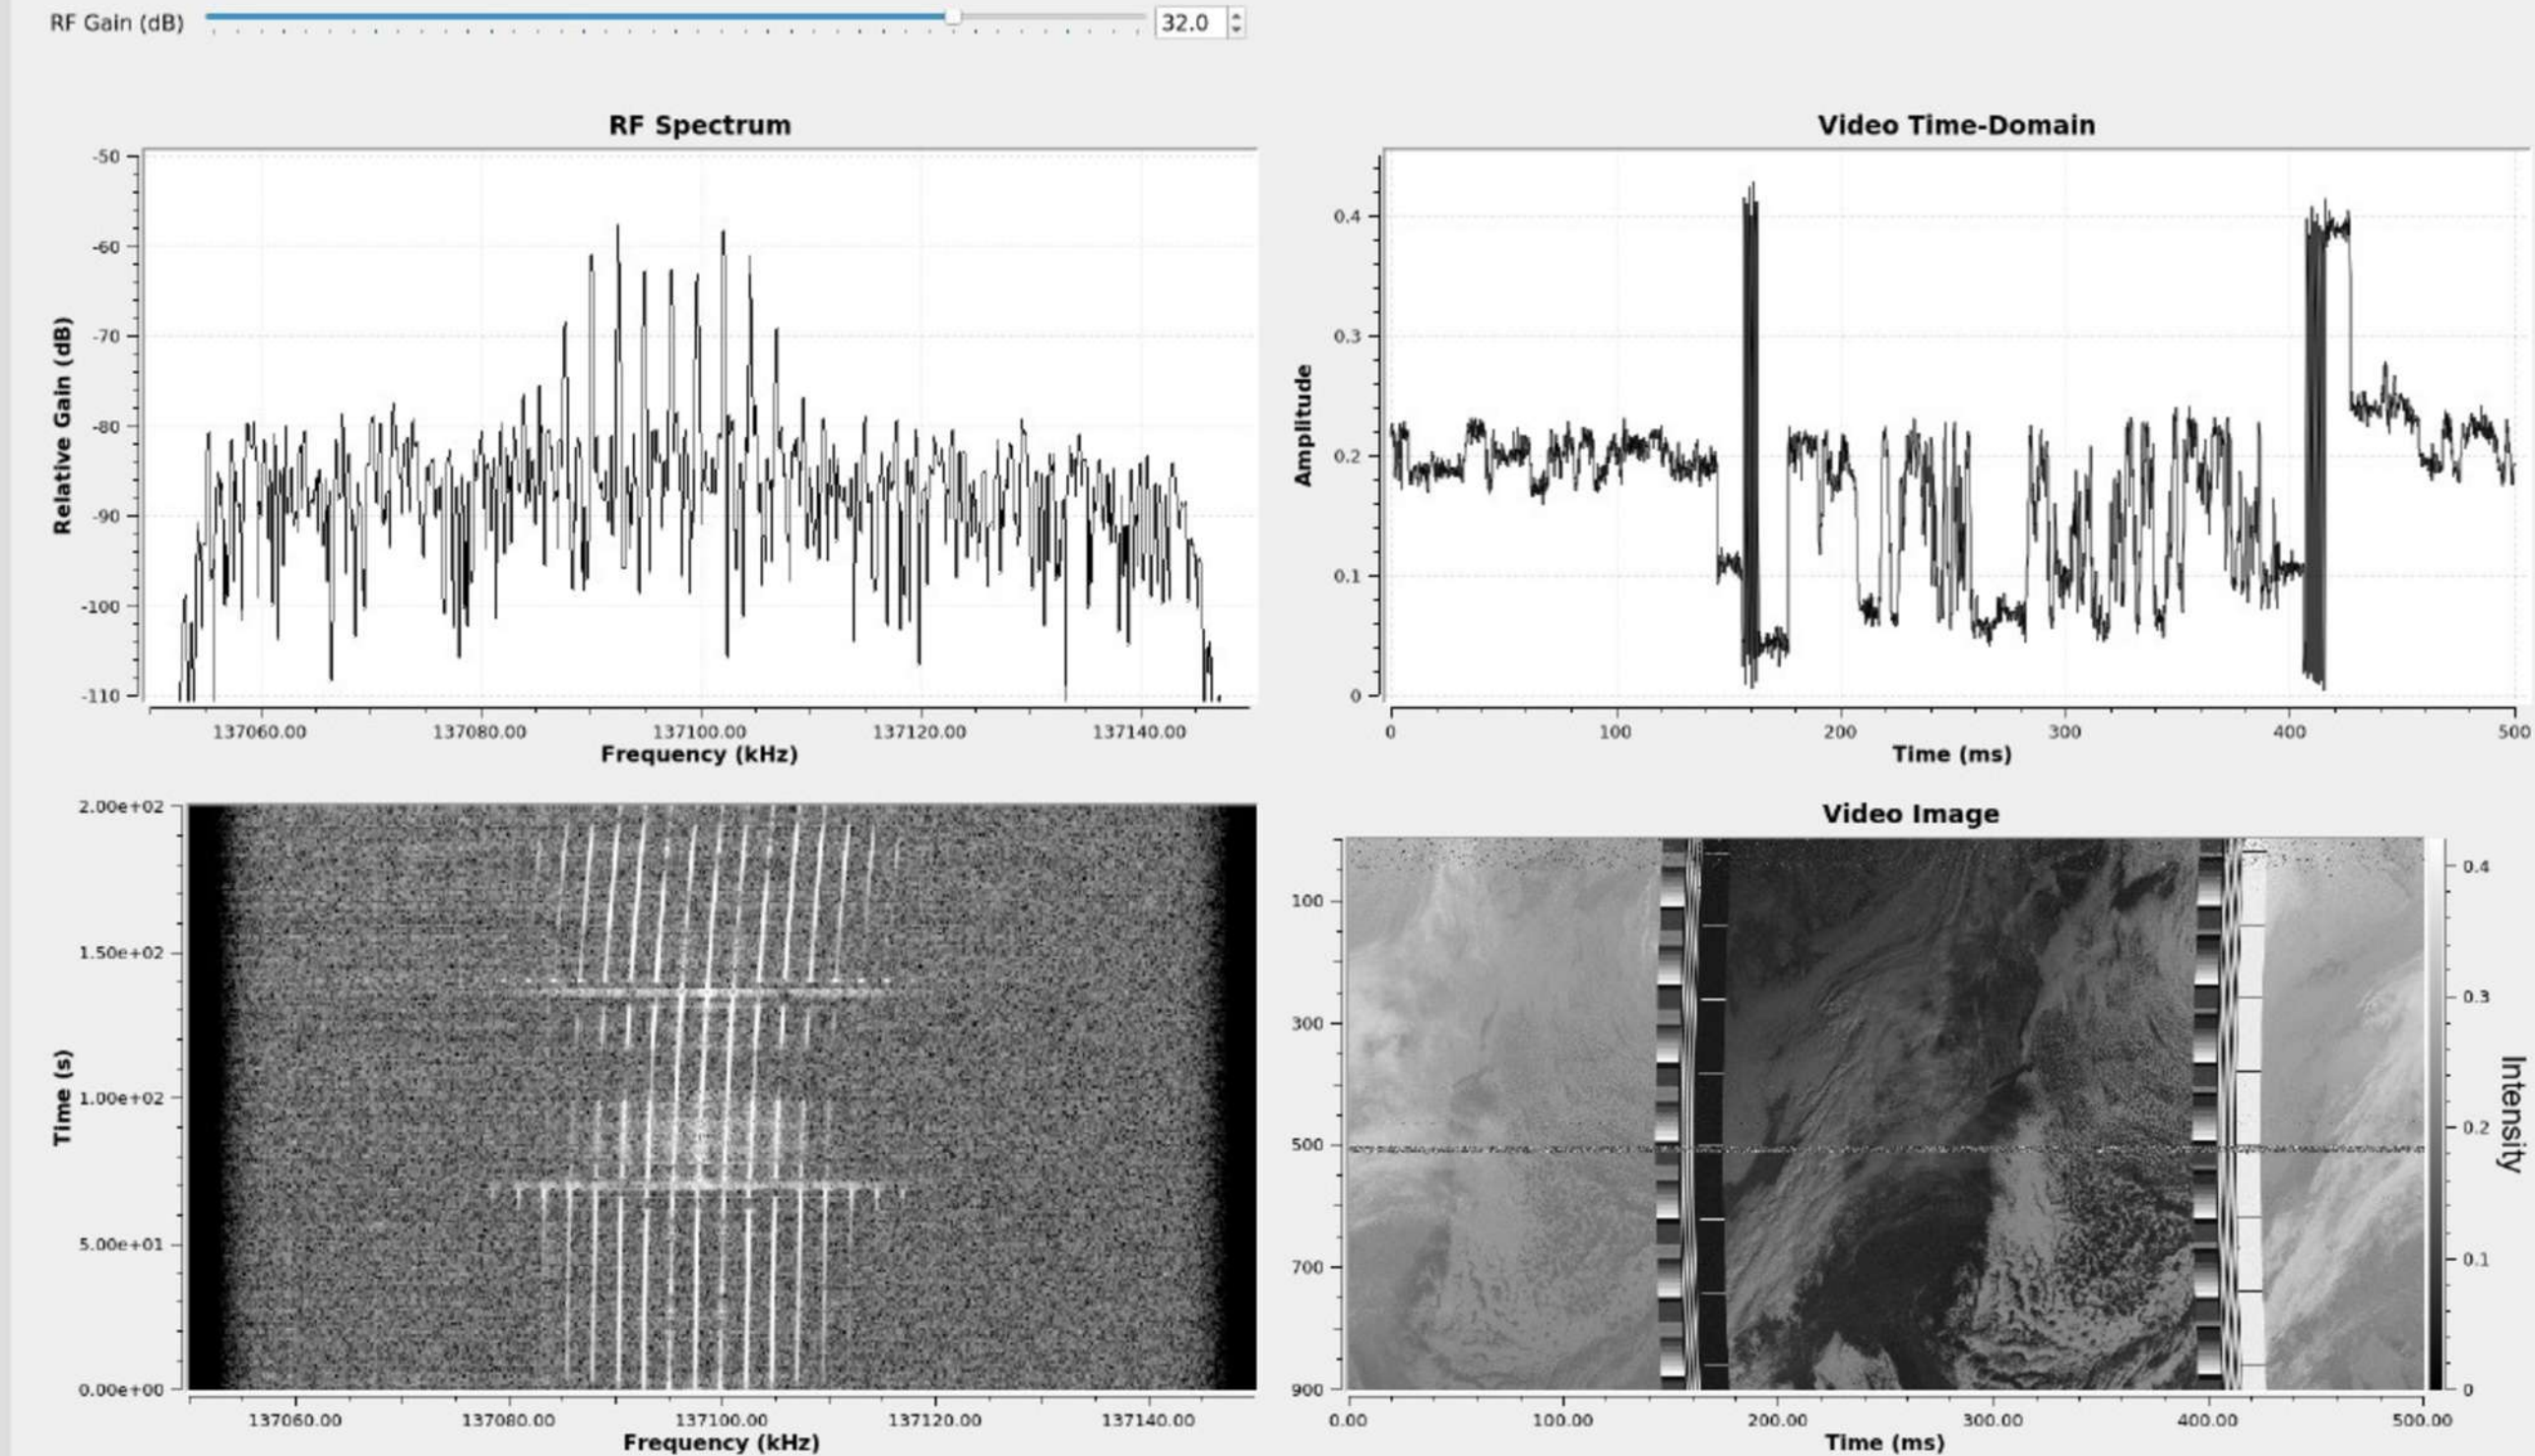 RF Gain (dB) 32.0
RF Spectrum
Relative Gain (dB)
-50
-60
-70
-80
-90
-100
-110
137060.00 137080.00 137100.00 137120.00 137140.00
Frequency (kHz)
Video Time-Domain
Amplitude
0.4
0.3
0.2
0.1
0
0 100 200 300 400 500
Time (ms)
Time (s)
2.00e+02
1.50e+02
1.00e+02
5.00e+01
0.00e+00
137060.00 137080.00 137100.00 137120.00 137140.00
Frequency (kHz)
Video Image
100
300
500
700
900
0.00 100.00 200.00 300.00 400.00 500.00
Time (ms)
0.4
0.3
0.2
0.1
0
Intensity